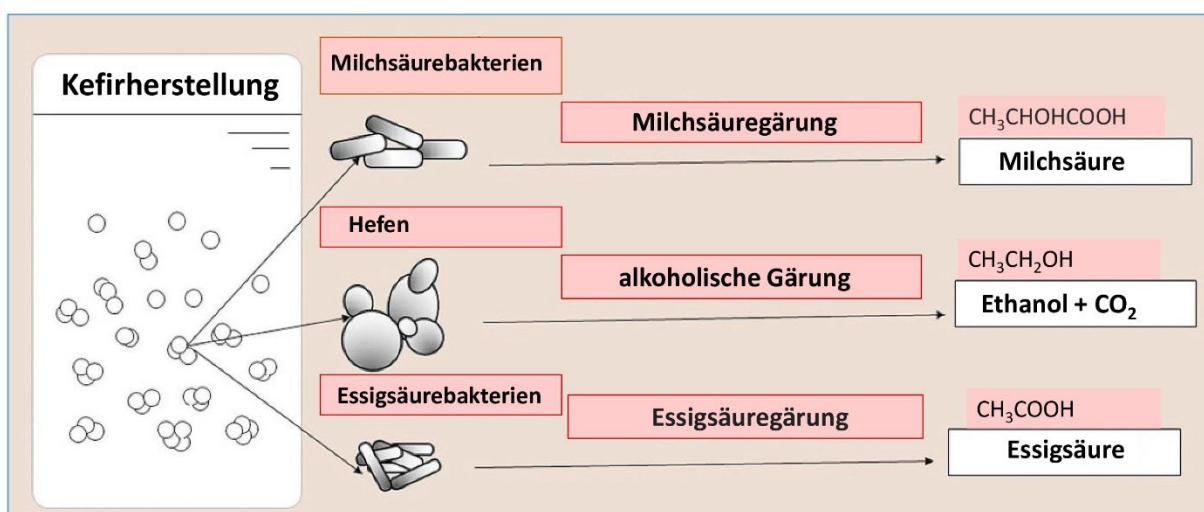 Kefirherstellung
Milchsäurebakterien
Milchsäuregärung
CH₃CHOHCOOH
Milchsäure
Hefen
alkoholische Gärung
CH₃CH₂OH
Ethanol + CO₂
Essigsäurebakterien
Essigsäuregärung
CH₃COOH
Essigsäure